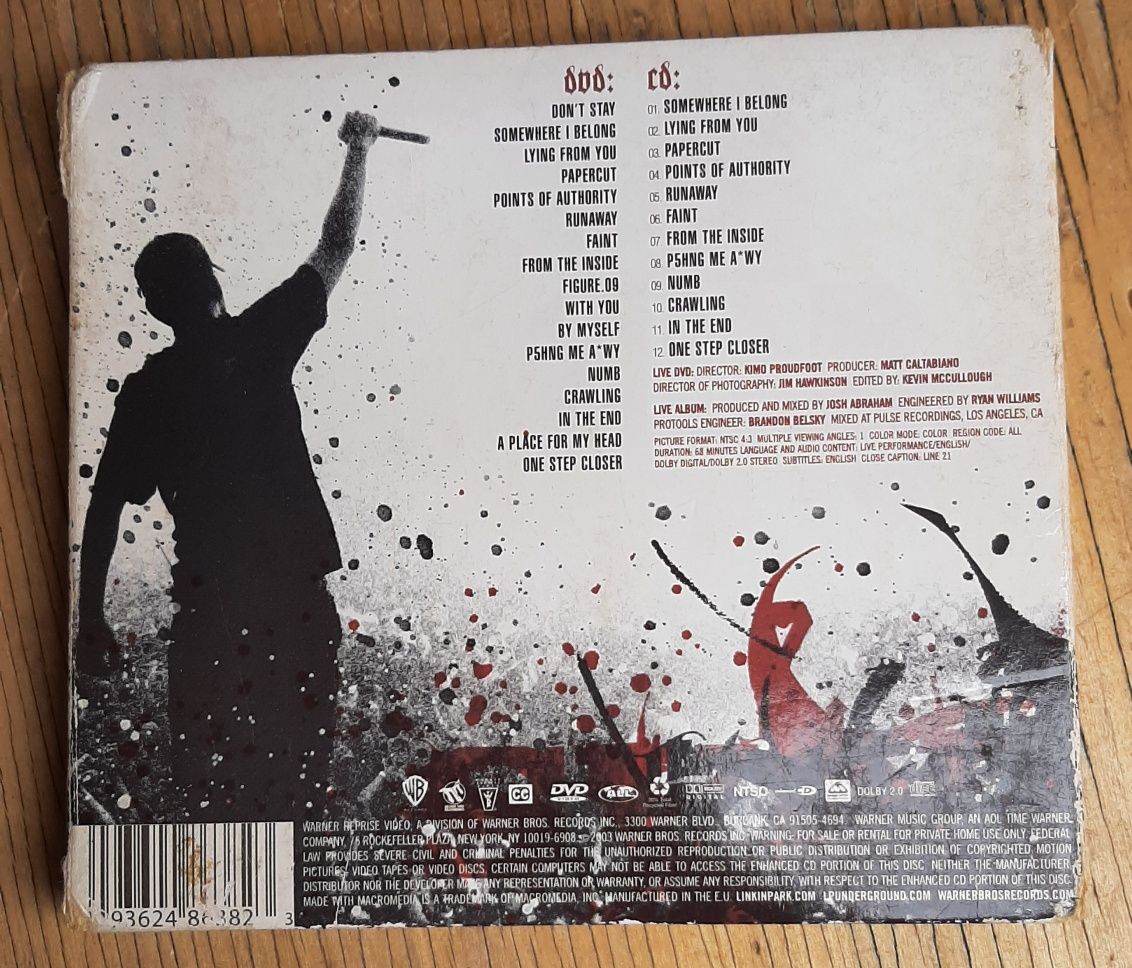 dvd:
DON'T STAY
SOMEWHERE I BELONG
LYING FROM YOU
PAPERCUT
POINTS OF AUTHORITY
RUNAWAY
FAINT
FROM THE INSIDE
FIGURE.09
WITH YOU
BY MYSELF
P5HNG ME A*WY
NUMB
CRAWLING
IN THE END
A PLACE FOR MY HEAD
ONE STEP CLOSER
cd:
01. SOMEWHERE I BELONG
02. LYING FROM YOU
03. PAPERCUT
04. POINTS OF AUTHORITY
05. RUNAWAY
06. FAINT
07. FROM THE INSIDE
08. P5HNG ME A*WY
09. NUMB
10. CRAWLING
11. IN THE END
12. ONE STEP CLOSER
LIVE DVD: DIRECTOR: KIMO PROUDFOOT PRODUCER: MATT CALTABIANO
DIRECTOR OF PHOTOGRAPHY: JIM HAWKINSON EDITED BY: KEVIN MCCULLOUGH
LIVE ALBUM: PRODUCED AND MIXED BY JOSH ABRAHAM ENGINEERED BY RYAN WILLIAMS
PROTOOLS ENGINEER: BRANDON BELSKY MIXED AT PULSE RECORDINGS, LOS ANGELES, CA
PICTURE FORMAT: NTSC 4:3 MULTIPLE VIEWING ANGLES: 1 COLOR MODE: COLOR REGION CODE: ALL
DURATION: 68 MINUTES LANGUAGE AND AUDIO CONTENT: LIVE PERFORMANCE/ENGLISH/
DOLBY DIGITAL/DOLBY 2.0 STEREO SUBTITLES: ENGLISH CLOSE CAPTION: LINE 21
WB CC DVD VIDEO ALL DOLBY DIGITAL NTSC DOLBY 2.0
WARNER REPRISE VIDEO, A DIVISION OF WARNER BROS. RECORDS INC., 3300 WARNER BLVD., BURBANK, CA 91505-4694. WARNER MUSIC GROUP, AN AOL TIME WARNER
COMPANY, 75 ROCKEFELLER PLAZA, NEW YORK, NY 10019-6908. 2003 WARNER BROS. RECORDS INC. WARNING: FOR SALE OR RENTAL FOR PRIVATE HOME USE ONLY. FEDERAL
LAW PROVIDES SEVERE CIVIL AND CRIMINAL PENALTIES FOR THE UNAUTHORIZED REPRODUCTION OR PUBLIC DISTRIBUTION OR EXHIBITION OF COPYRIGHTED MOTION
PICTURES, VIDEO TAPES OR VIDEO DISCS. CERTAIN COMPUTERS MAY NOT BE ABLE TO ACCESS THE ENHANCED CD PORTION OF THIS DISC. NEITHER THE MANUFACTURER,
DISTRIBUTOR NOR THE DEVELOPER MAKES ANY REPRESENTATION OR WARRANTY, OR ASSUME ANY RESPONSIBILITY, WITH RESPECT TO THE ENHANCED CD PORTION OF THIS DISC.
MADE WITH MACROMEDIA IS A TRADEMARK OF MACROMEDIA, INC. MANUFACTURED IN THE E.U. LINKINPARK.COM LPUNDERGROUND.COM WARNERBROSRECORDS.COM
93624 86382 3